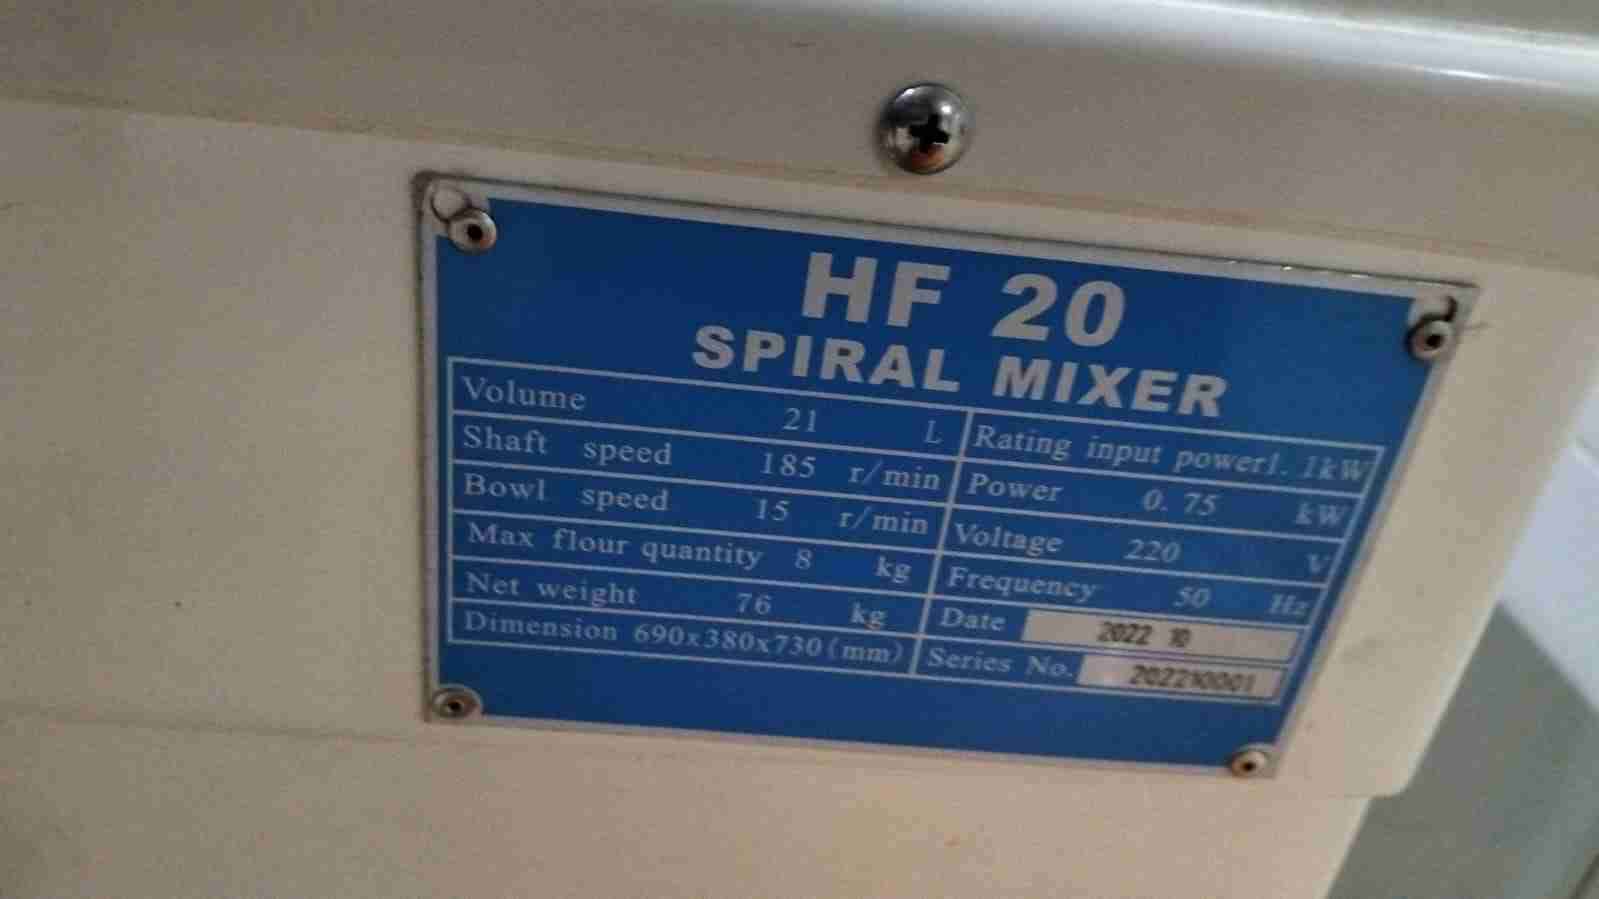 HF 20
SPIRAL MIXER
Volume 21 L
Shaft speed 185 r/min
Bowl speed 15 r/min
Max flour quantity 8 kg
Net weight 76 kg
Dimension 690x380x730(mm)
Rating input power1.1kW
Power 0.75 kW
Voltage 220 V
Frequency 50 Hz
Date 2022 10
Series No. 202210001